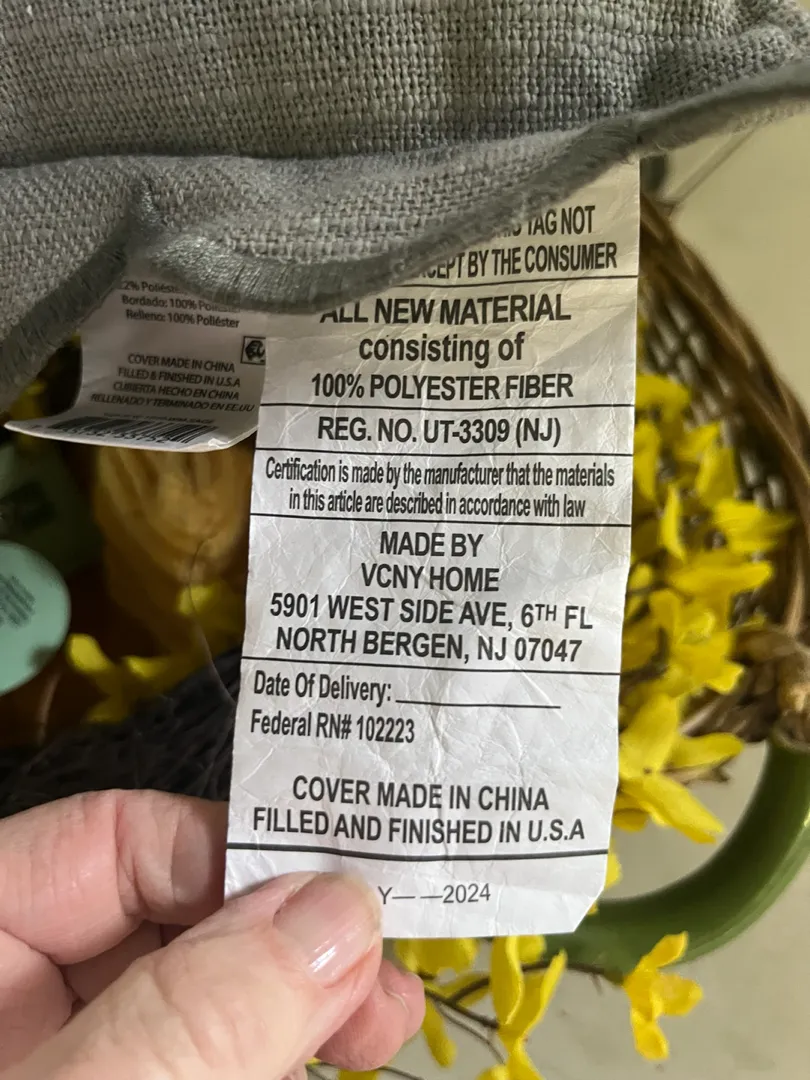 TAG NOT
BY THE CONSUMER
ALL NEW MATERIAL
consisting of
100% POLYESTER FIBER
REG. NO. UT-3309 (NJ)
Certification is made by the manufacturer that the materials
in this article are described in accordance with law
MADE BY
VCNY HOME
5901 WEST SIDE AVE, 6TH FL
NORTH BERGEN, NJ 07047
Date Of Delivery:
Federal RN# 102223
COVER MADE IN CHINA
FILLED AND FINISHED IN U.S.A
Y— —2024
Bordado: 100%
Relleno: 100% Poliéster
COVER MADE IN CHINA
FILLED & FINISHED IN U.S.A
CUBIERTA HECHO EN CHINA
RELLENADO Y TERMINADO EN EE.UU